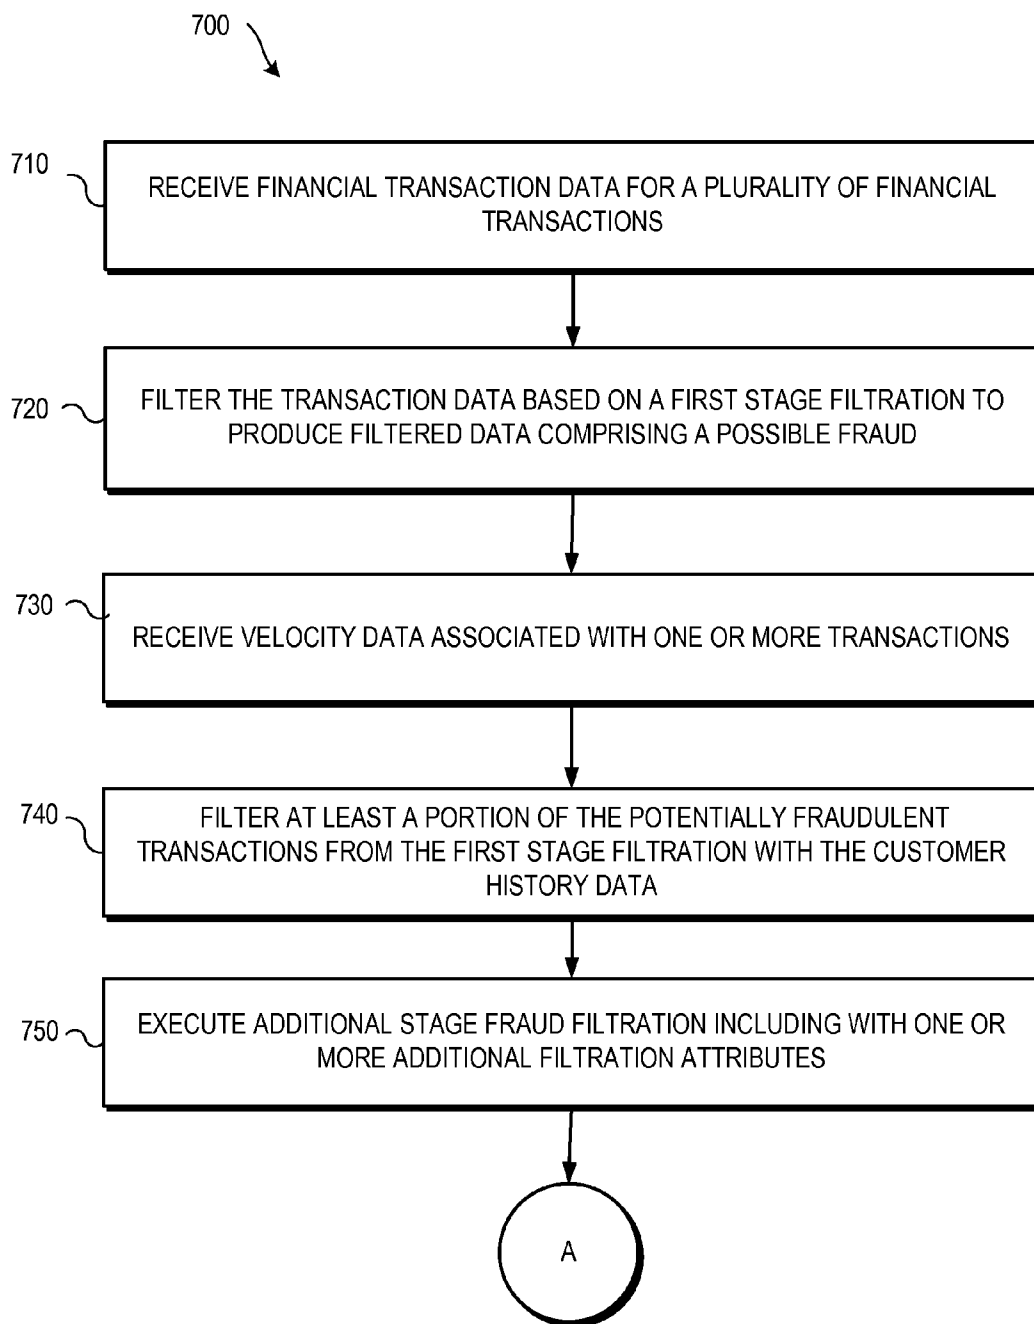 700
710
RECEIVE FINANCIAL TRANSACTION DATA FOR A PLURALITY OF FINANCIAL
TRANSACTIONS
720
FILTER THE TRANSACTION DATA BASED ON A FIRST STAGE FILTRATION TO
PRODUCE FILTERED DATA COMPRISING A POSSIBLE FRAUD
730
RECEIVE VELOCITY DATA ASSOCIATED WITH ONE OR MORE TRANSACTIONS
740
FILTER AT LEAST A PORTION OF THE POTENTIALLY FRAUDULENT
TRANSACTIONS FROM THE FIRST STAGE FILTRATION WITH THE CUSTOMER
HISTORY DATA
750
EXECUTE ADDITIONAL STAGE FRAUD FILTRATION INCLUDING WITH ONE OR
MORE ADDITIONAL FILTRATION ATTRIBUTES
A